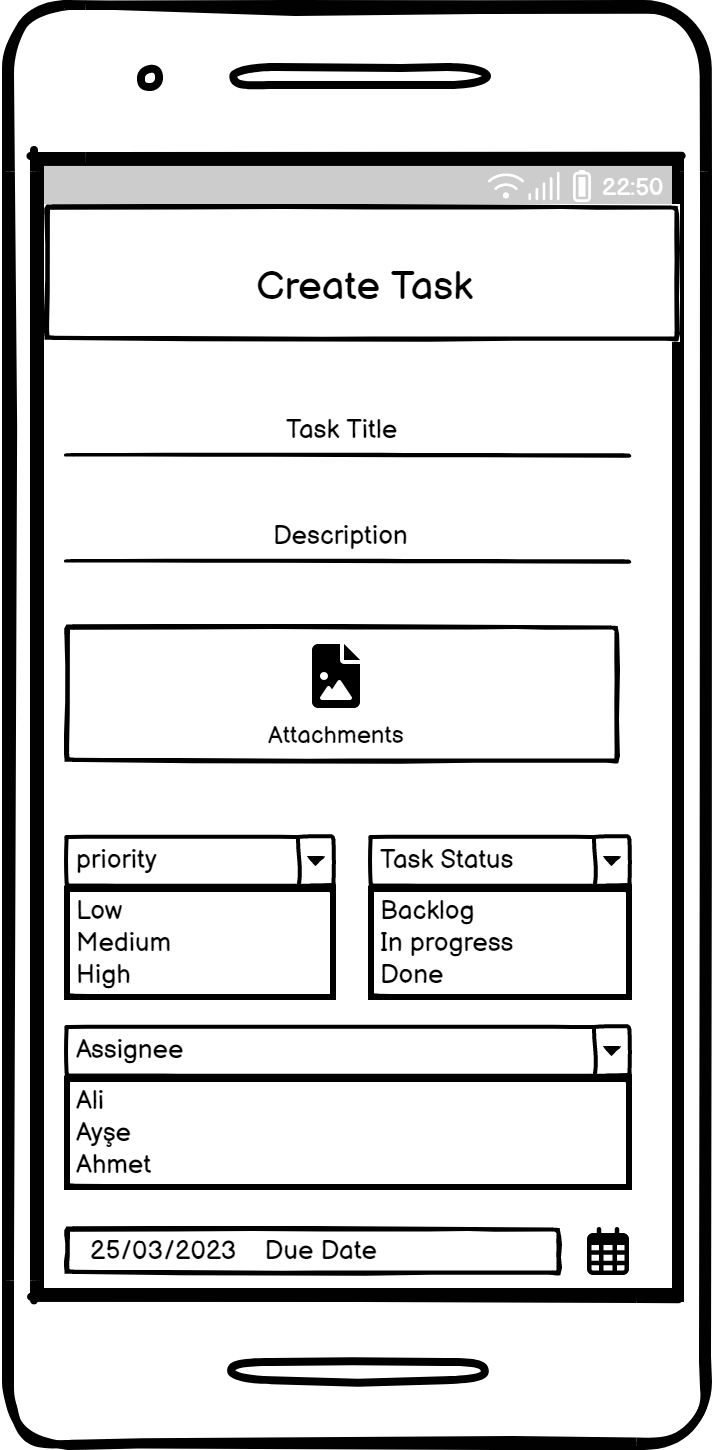 22:50
Create Task
Task Title
Description
Attachments
priority
Low
Medium
High
Task Status
Backlog
In progress
Done
Assignee
Ali
Ayşe
Ahmet
25/03/2023 Due Date